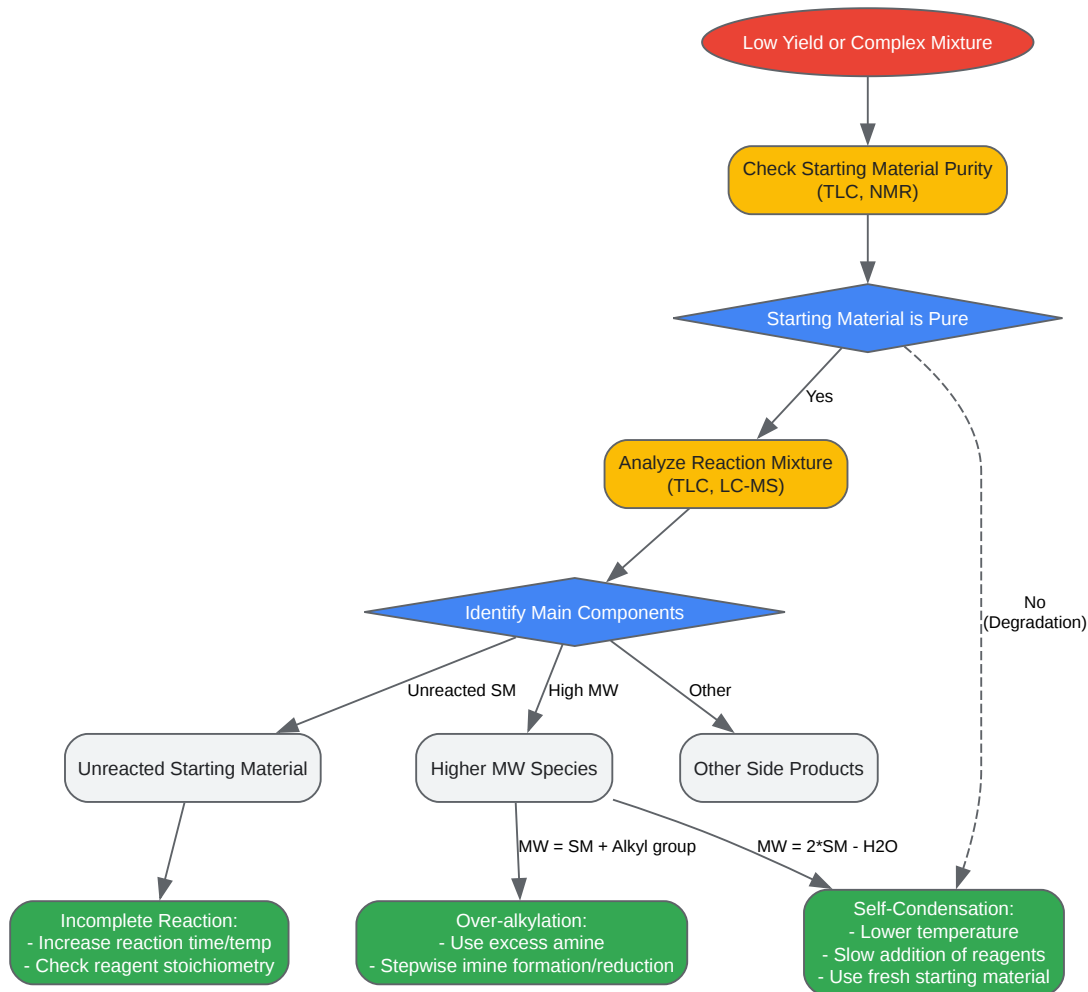 Low Yield or Complex Mixture
Check Starting Material Purity
(TLC, NMR)
Starting Material is Pure
Yes
Analyze Reaction Mixture
(TLC, LC-MS)
No
(Degradation)
Identify Main Components
Unreacted SM
High MW
Other
Unreacted Starting Material
Higher MW Species
Other Side Products
MW = SM + Alkyl group
MW = 2*SM - H2O
Incomplete Reaction:
- Increase reaction time/temp
- Check reagent stoichiometry
Over-alkylation:
- Use excess amine
- Stepwise imine formation/reduction
Self-Condensation:
- Lower temperature
- Slow addition of reagents
- Use fresh starting material